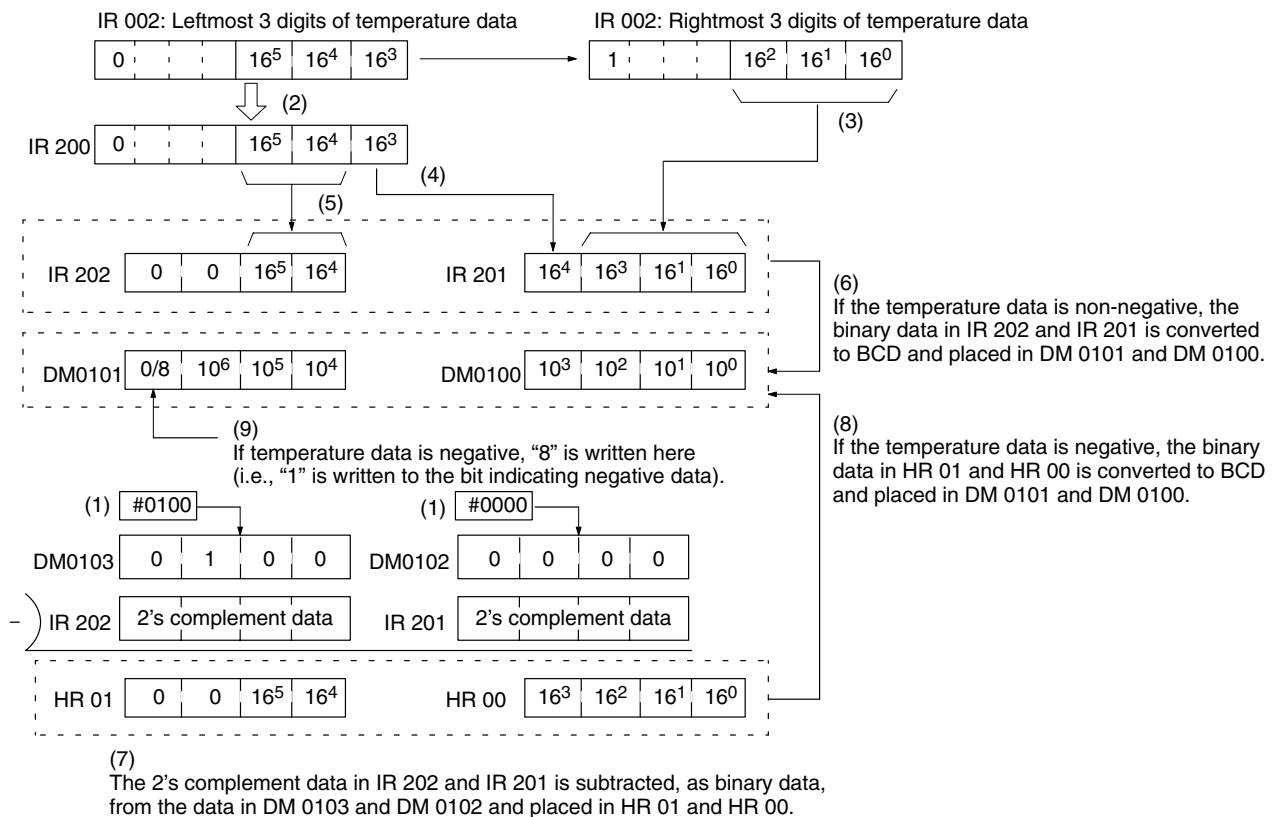 IR 002: Leftmost 3 digits of temperature data
IR 002: Rightmost 3 digits of temperature data
0 16⁵ 16⁴ 16³
1 16² 16¹ 16⁰
(2)
(3)
IR 200 0 16⁵ 16⁴ 16³
(4)
(5)
IR 202 0 0 16⁵ 16⁴
IR 201 16⁴ 16³ 16¹ 16⁰
(6)
If the temperature data is non-negative, the
binary data in IR 202 and IR 201 is converted
to BCD and placed in DM 0101 and DM 0100.
DM0101 0/8 10⁶ 10⁵ 10⁴
DM0100 10³ 10² 10¹ 10⁰
(9)
If temperature data is negative, “8” is written here
(i.e., “1” is written to the bit indicating negative data).
(8)
If the temperature data is negative, the binary
data in HR 01 and HR 00 is converted to BCD
and placed in DM 0101 and DM 0100.
(1) #0100
(1) #0000
DM0103 0 1 0 0
DM0102 0 0 0 0
– IR 202 2's complement data
IR 201 2's complement data
HR 01 0 0 16⁵ 16⁴
HR 00 16³ 16² 16¹ 16⁰
(7)
The 2's complement data in IR 202 and IR 201 is subtracted, as binary data,
from the data in DM 0103 and DM 0102 and placed in HR 01 and HR 00.